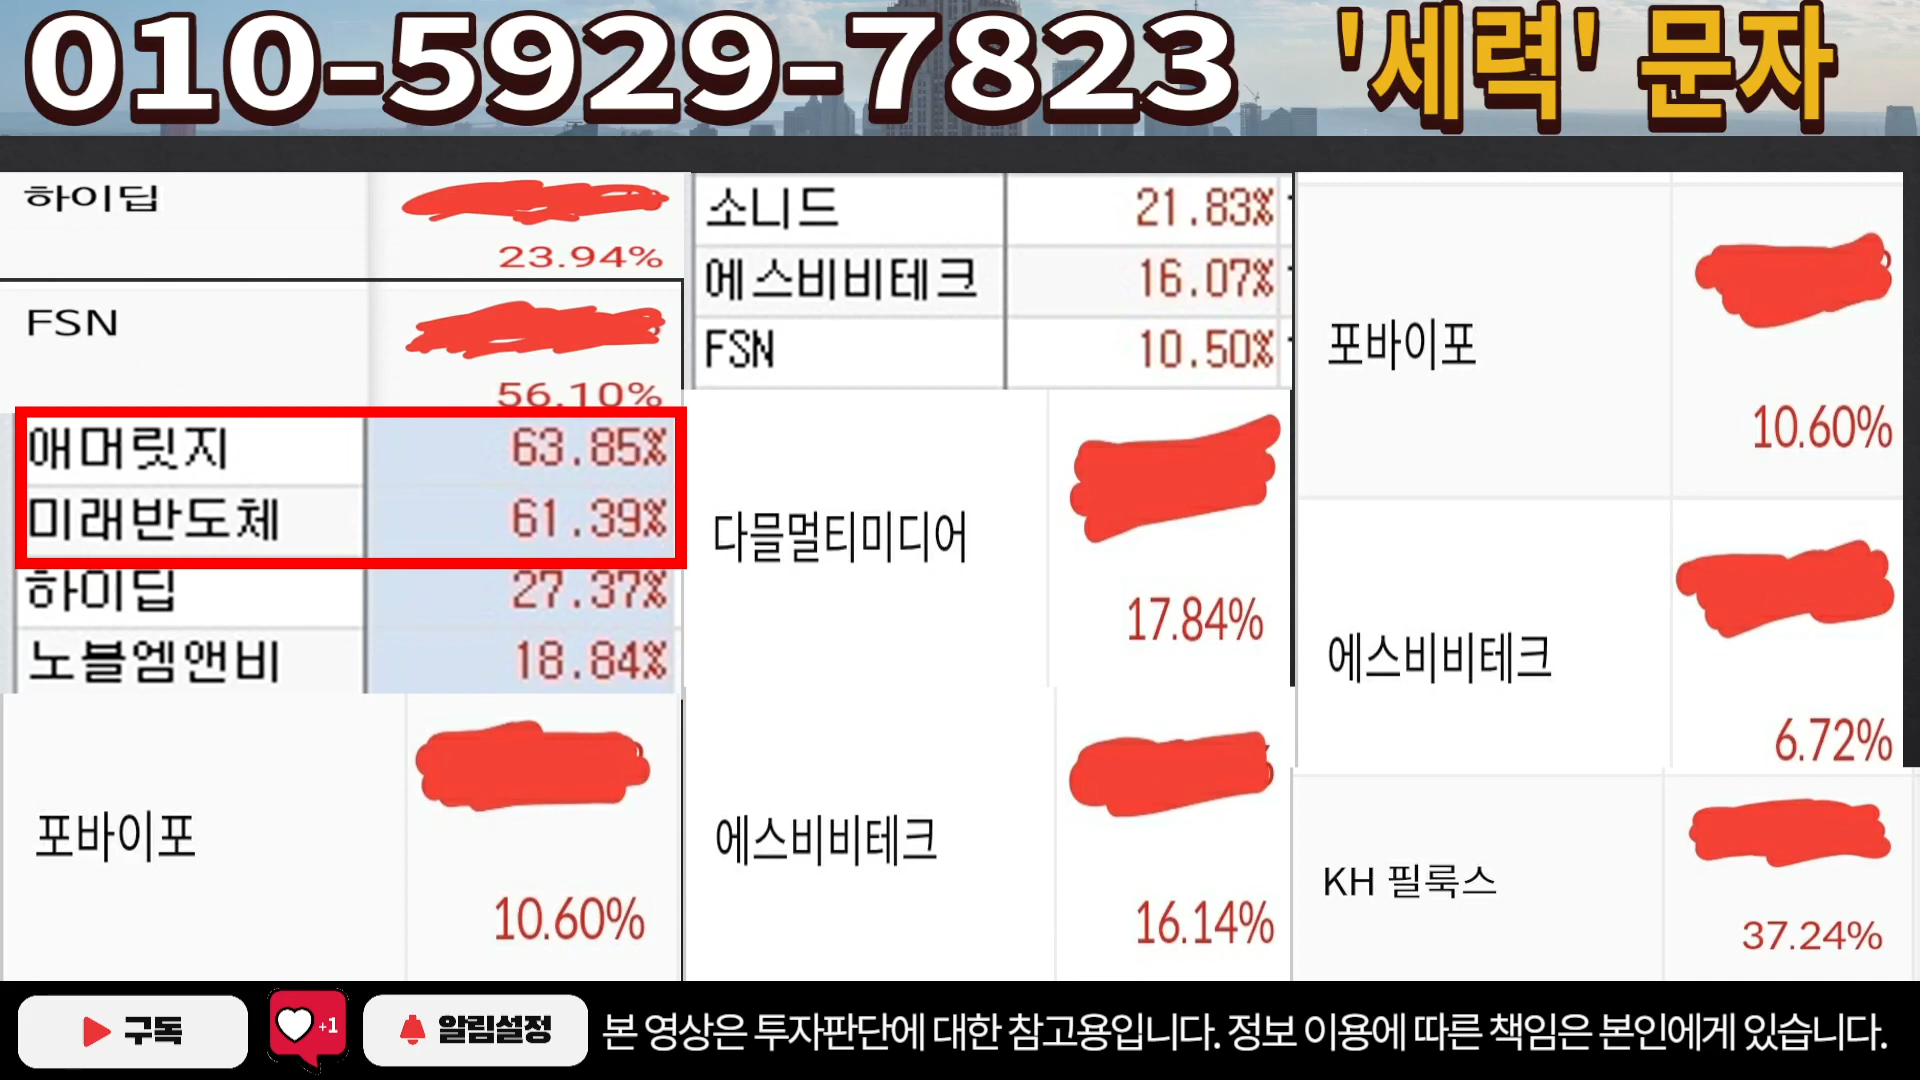 010-5929-7823 '세력' 문자
하이딥
23.94%
FSN
56.10%
애머릿지 63.85%
미래반도체 61.39%
하이딥 27.37%
노블엠앤비 18.84%
포바이포
10.60%
소니드 21.83%
에스비비테크 16.07%
FSN 10.50%
다믈멀티미디어
17.84%
에스비비테크
16.14%
포바이포
10.60%
에스비비테크
6.72%
KH 필룩스
37.24%
구독 +1 알림설정 본 영상은 투자판단에 대한 참고용입니다. 정보 이용에 따른 책임은 본인에게 있습니다.